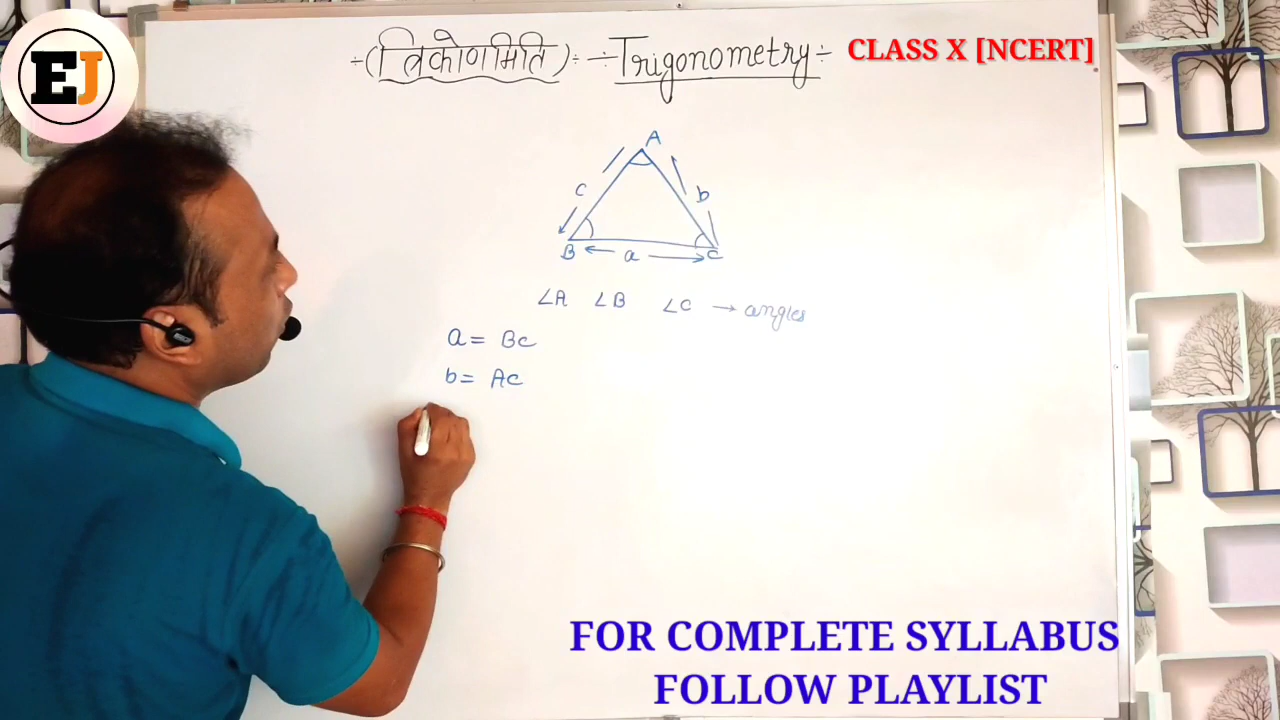 EJ
÷(त्रिकोणमिति)÷ ÷Trigonometry÷
CLASS X [NCERT]
A
c b
B a C
∠A ∠B ∠C → angles
a = BC
b = AC
FOR COMPLETE SYLLABUS
FOLLOW PLAYLIST